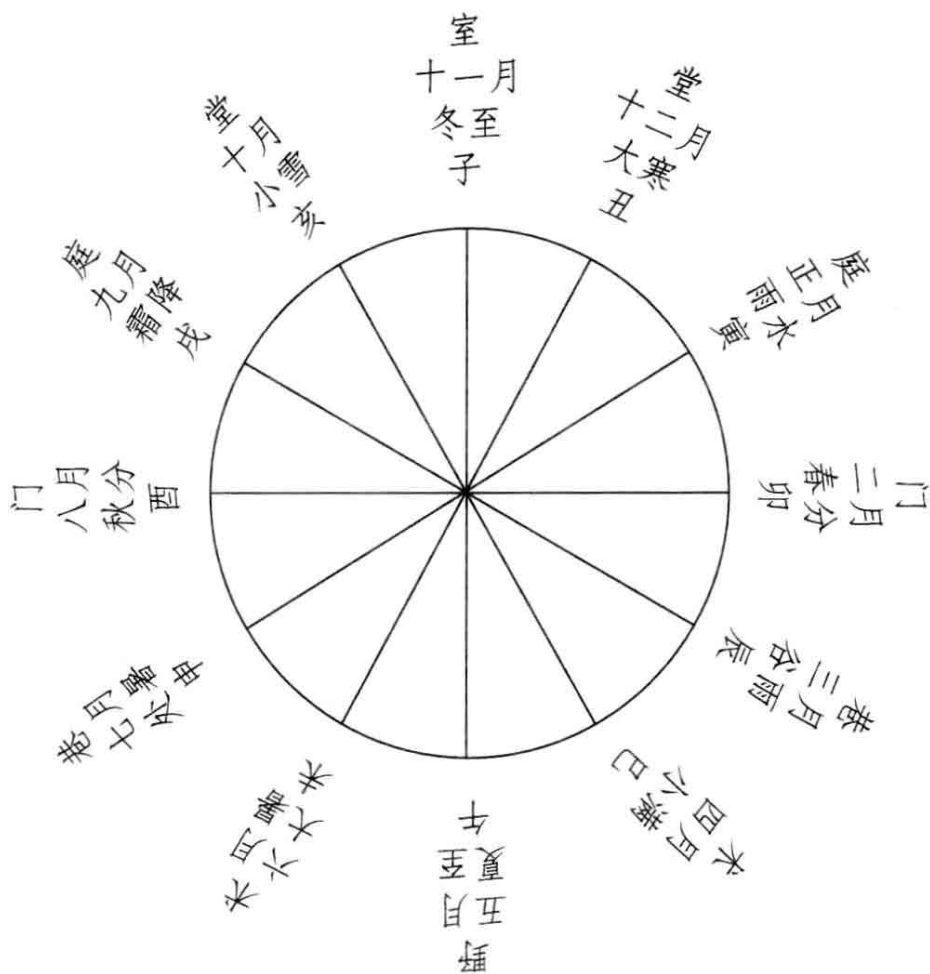 室
十一月
冬至
子
堂
十二月
大寒
丑
庭
正月
雨水
寅
门
二月
春分
卯
巷
三月
谷雨
辰
术
四月
小满
巳
野
五月
夏至
午
术
六月
大暑
未
巷
七月
处暑
申
门
八月
秋分
酉
庭
九月
霜降
戌
堂
十月
小雪
亥